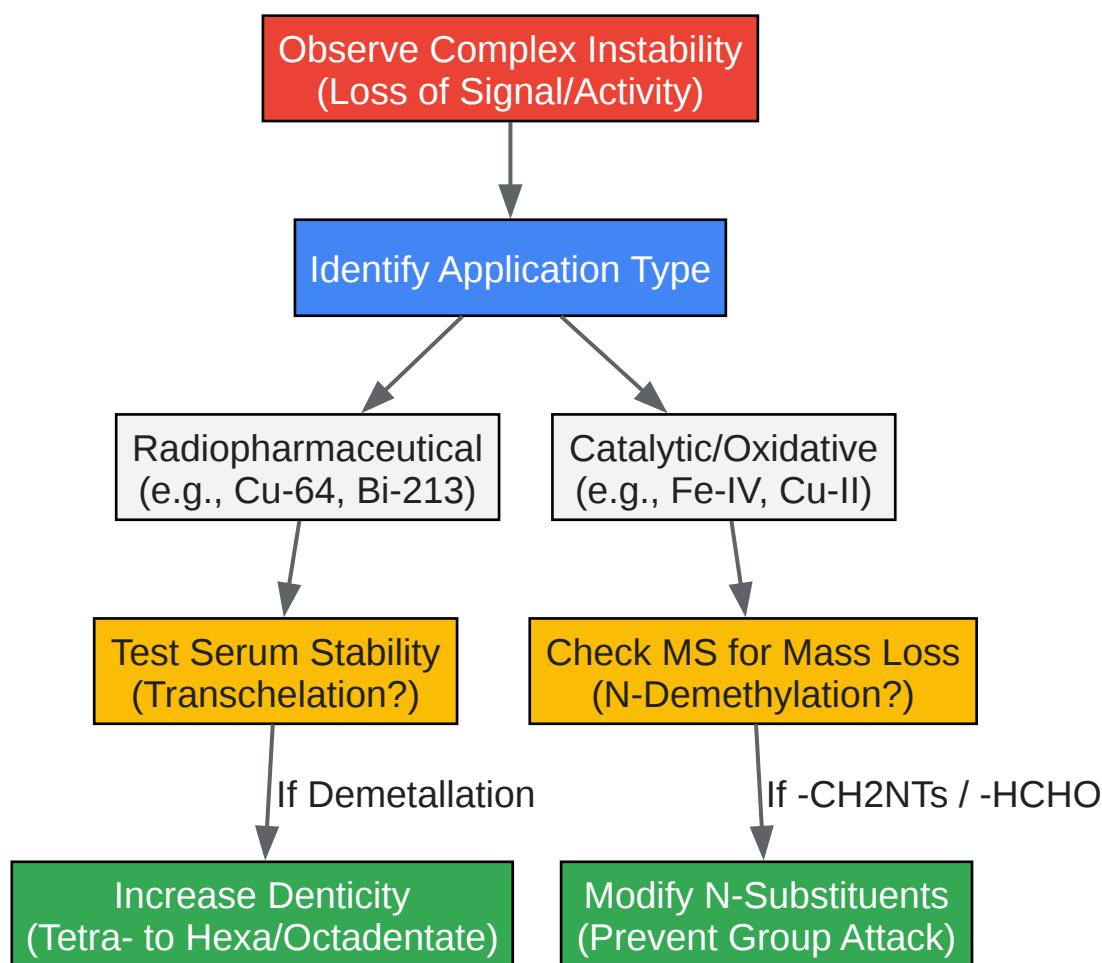 Observe Complex Instability
(Loss of Signal/Activity)
Identify Application Type
Radiopharmaceutical
(e.g., Cu-64, Bi-213)
Catalytic/Oxidative
(e.g., Fe-IV, Cu-II)
Test Serum Stability
(Transchelation?)
Check MS for Mass Loss
(N-Demethylation?)
If Demetallation
If -CH2NTs / -HCHO
Increase Denticity
(Tetra- to Hexa/Octadentate)
Modify N-Substituents
(Prevent Group Attack)